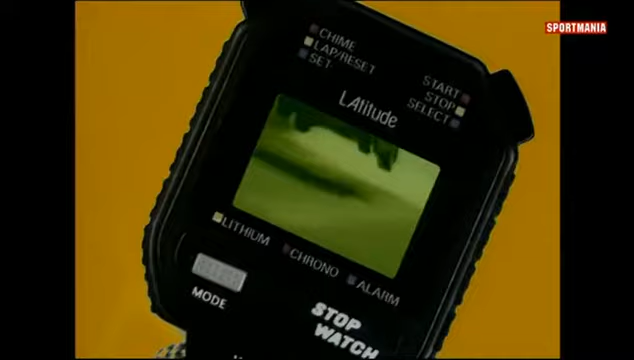 SPORTMANIA
CHIME
LAP/RESET
SET
START
STOP
SELECT
LAtitude
LITHIUM
CHRONO
ALARM
MODE
STOP
WATCH